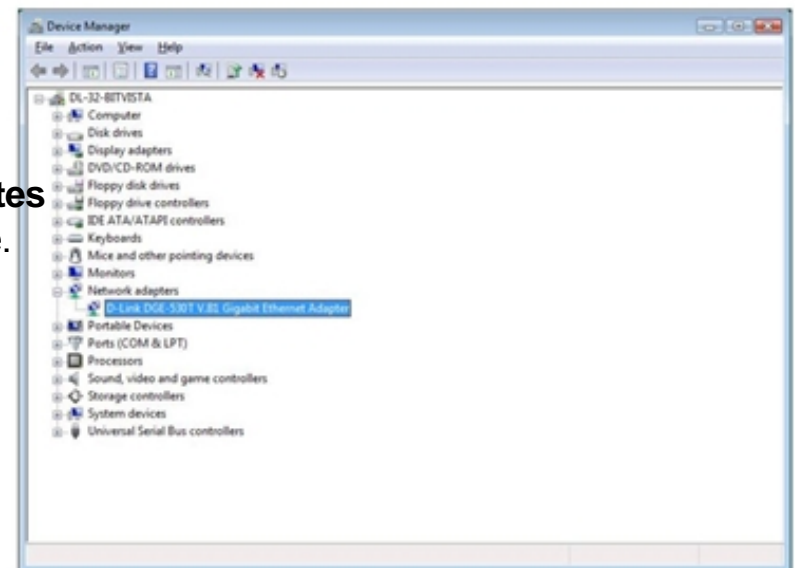 Device Manager
File Action View Help
DL-32-BITVISTA
Computer
Disk drives
Display adapters
DVD/CD-ROM drives
Floppy disk drives
Floppy drive controllers
IDE ATA/ATAPI controllers
Keyboards
Mice and other pointing devices
Monitors
Network adapters
D-Link DGE-530T V.B1 Gigabit Ethernet Adapter
Portable Devices
Ports (COM & LPT)
Processors
Sound, video and game controllers
Storage controllers
System devices
Universal Serial Bus controllers